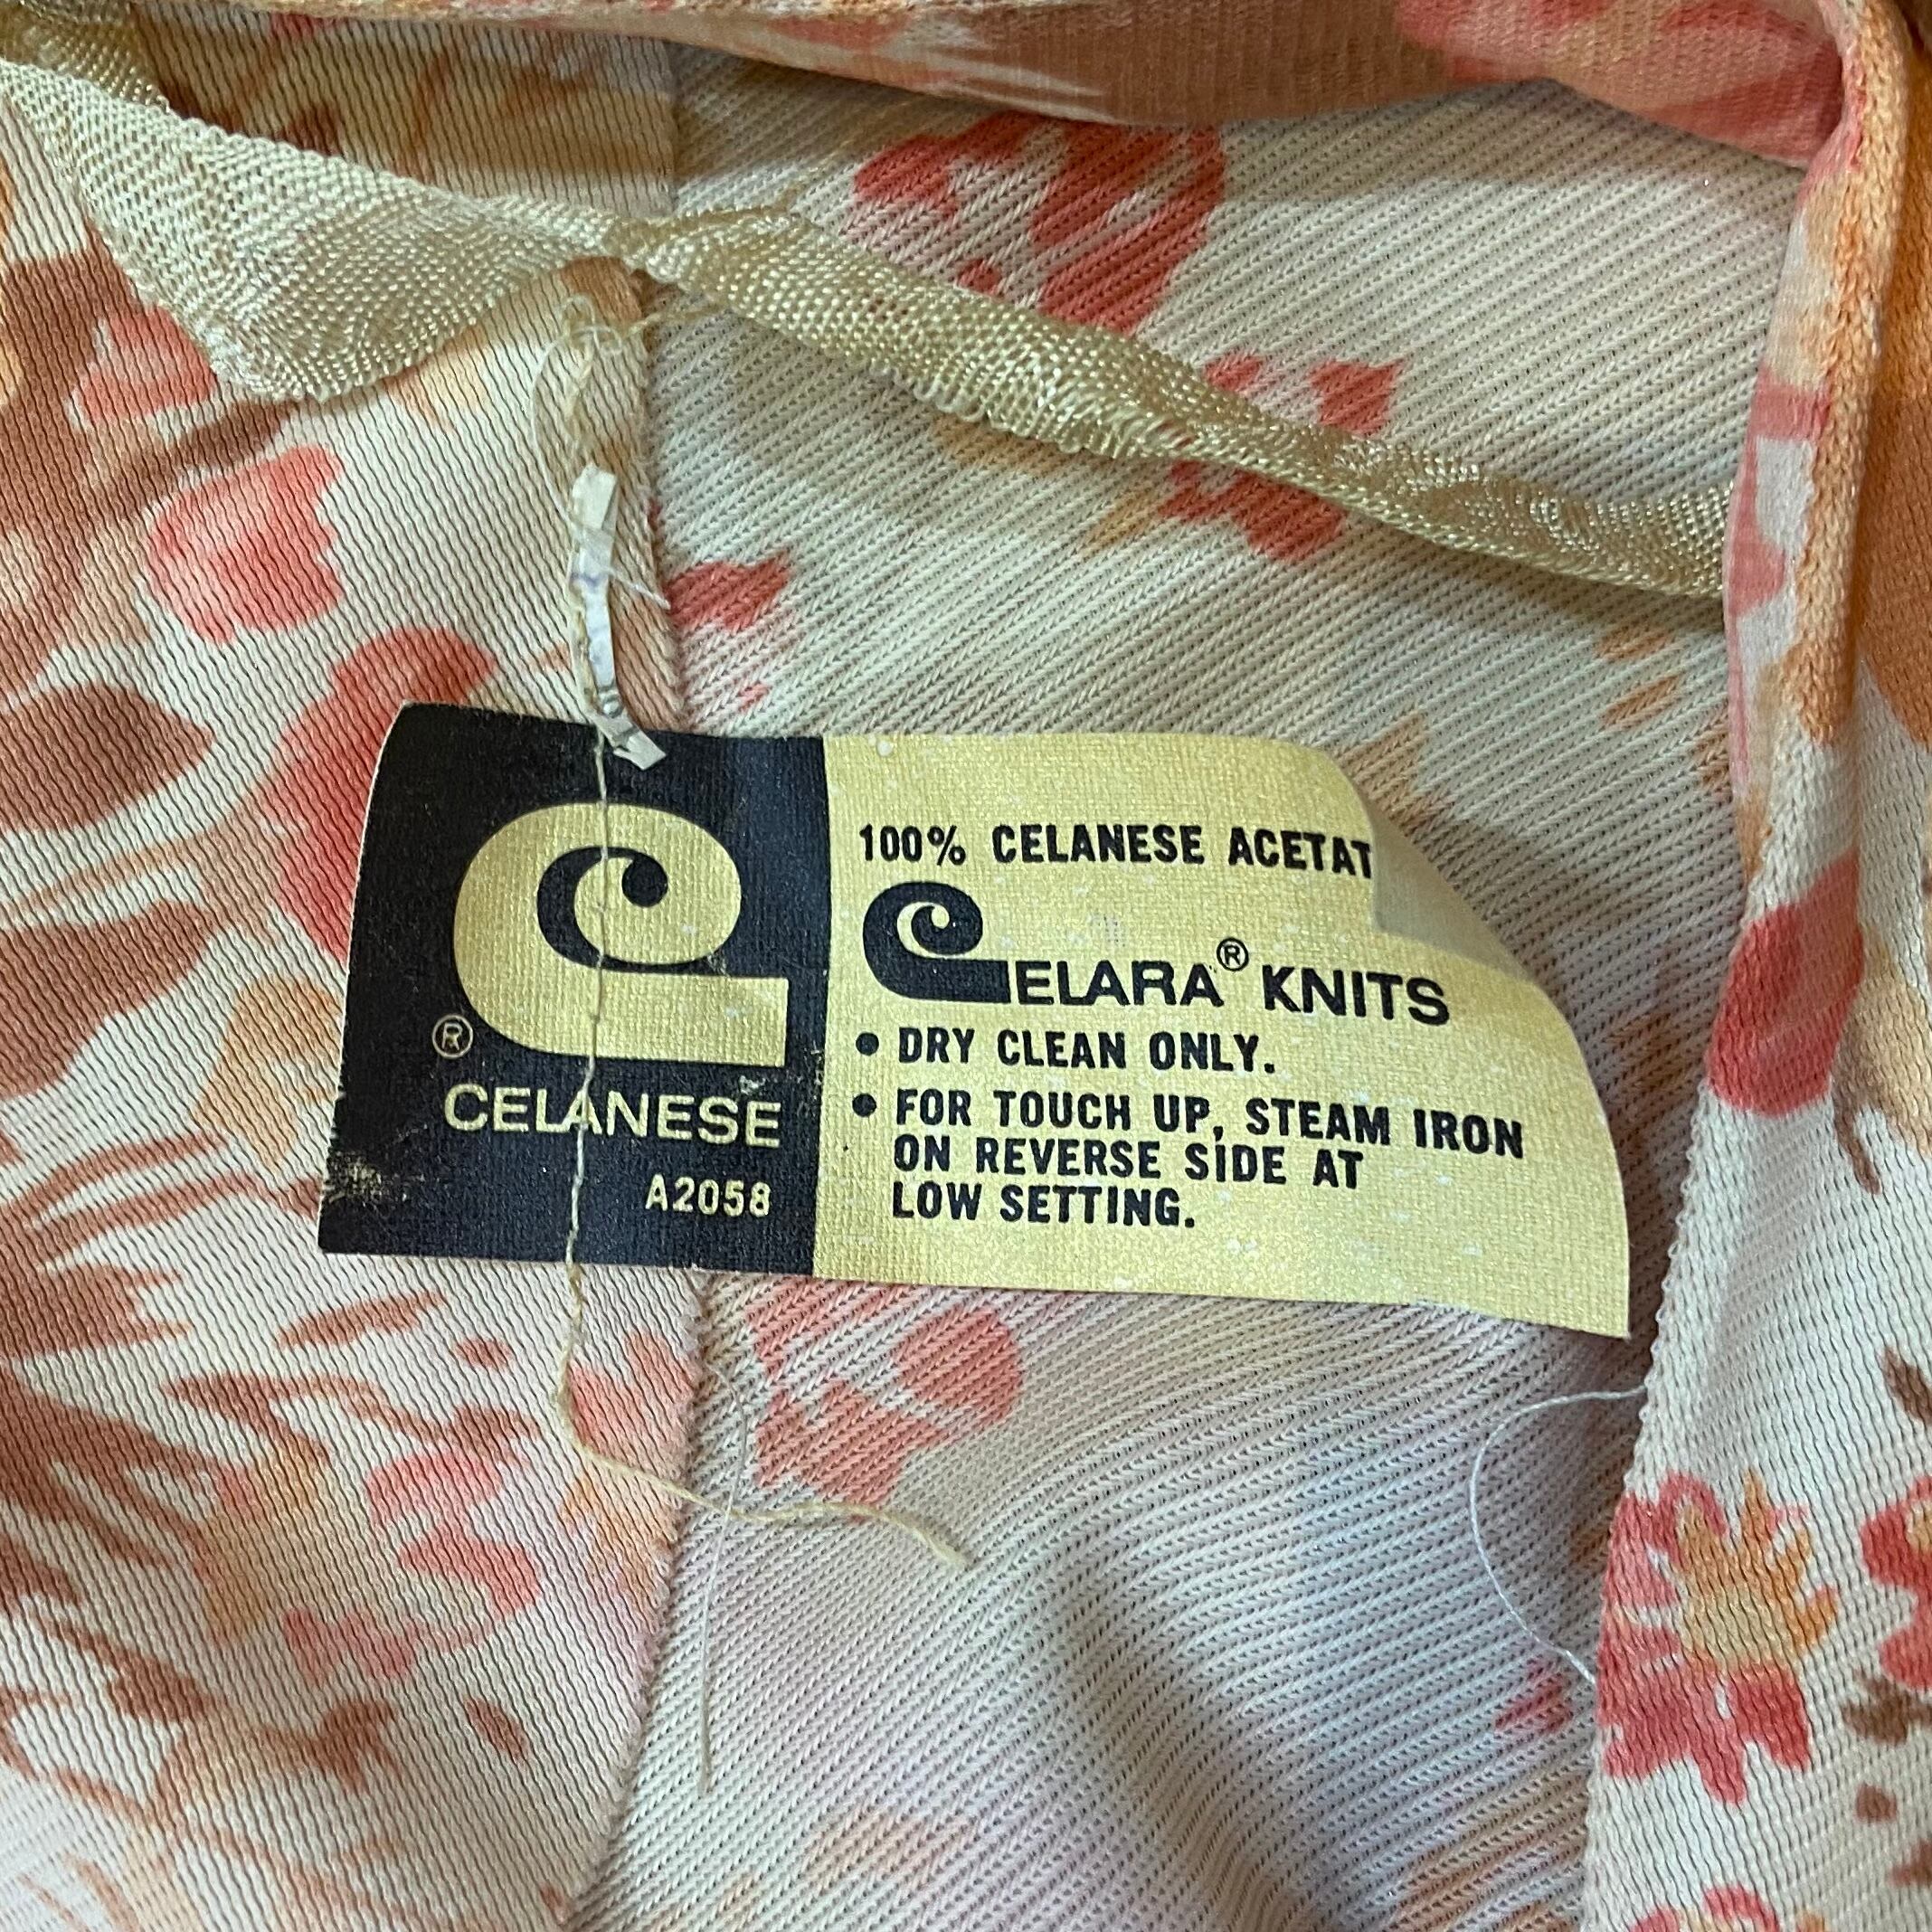 ®
CELANESE
A2058
100% CELANESE ACETAT
CELARA® KNITS
• DRY CLEAN ONLY.
• FOR TOUCH UP, STEAM IRON
ON REVERSE SIDE AT
LOW SETTING.